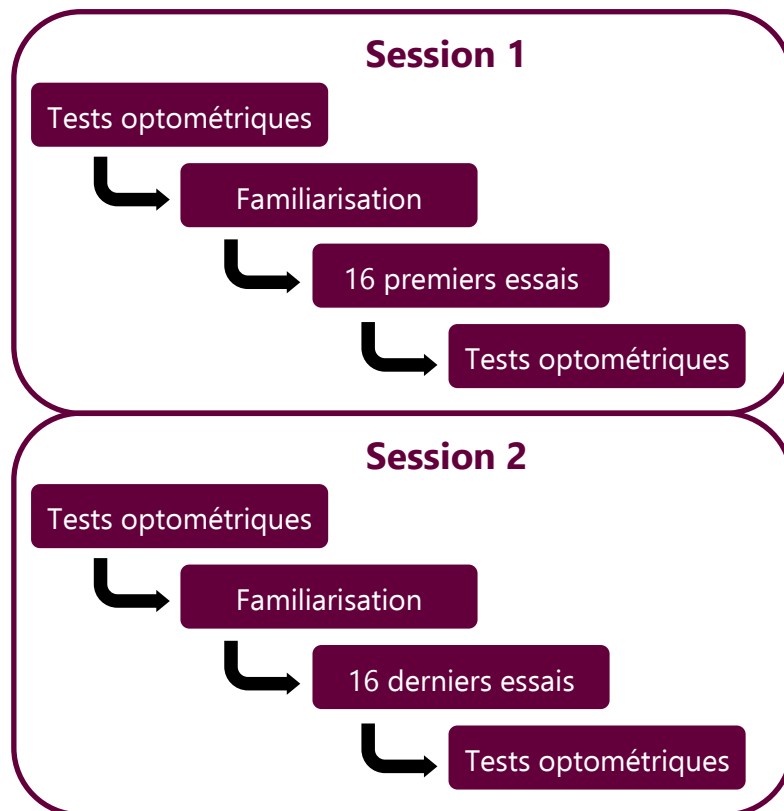 Session 1
Tests optométriques
Familiarisation
16 premiers essais
Tests optométriques
Session 2
Tests optométriques
Familiarisation
16 derniers essais
Tests optométriques